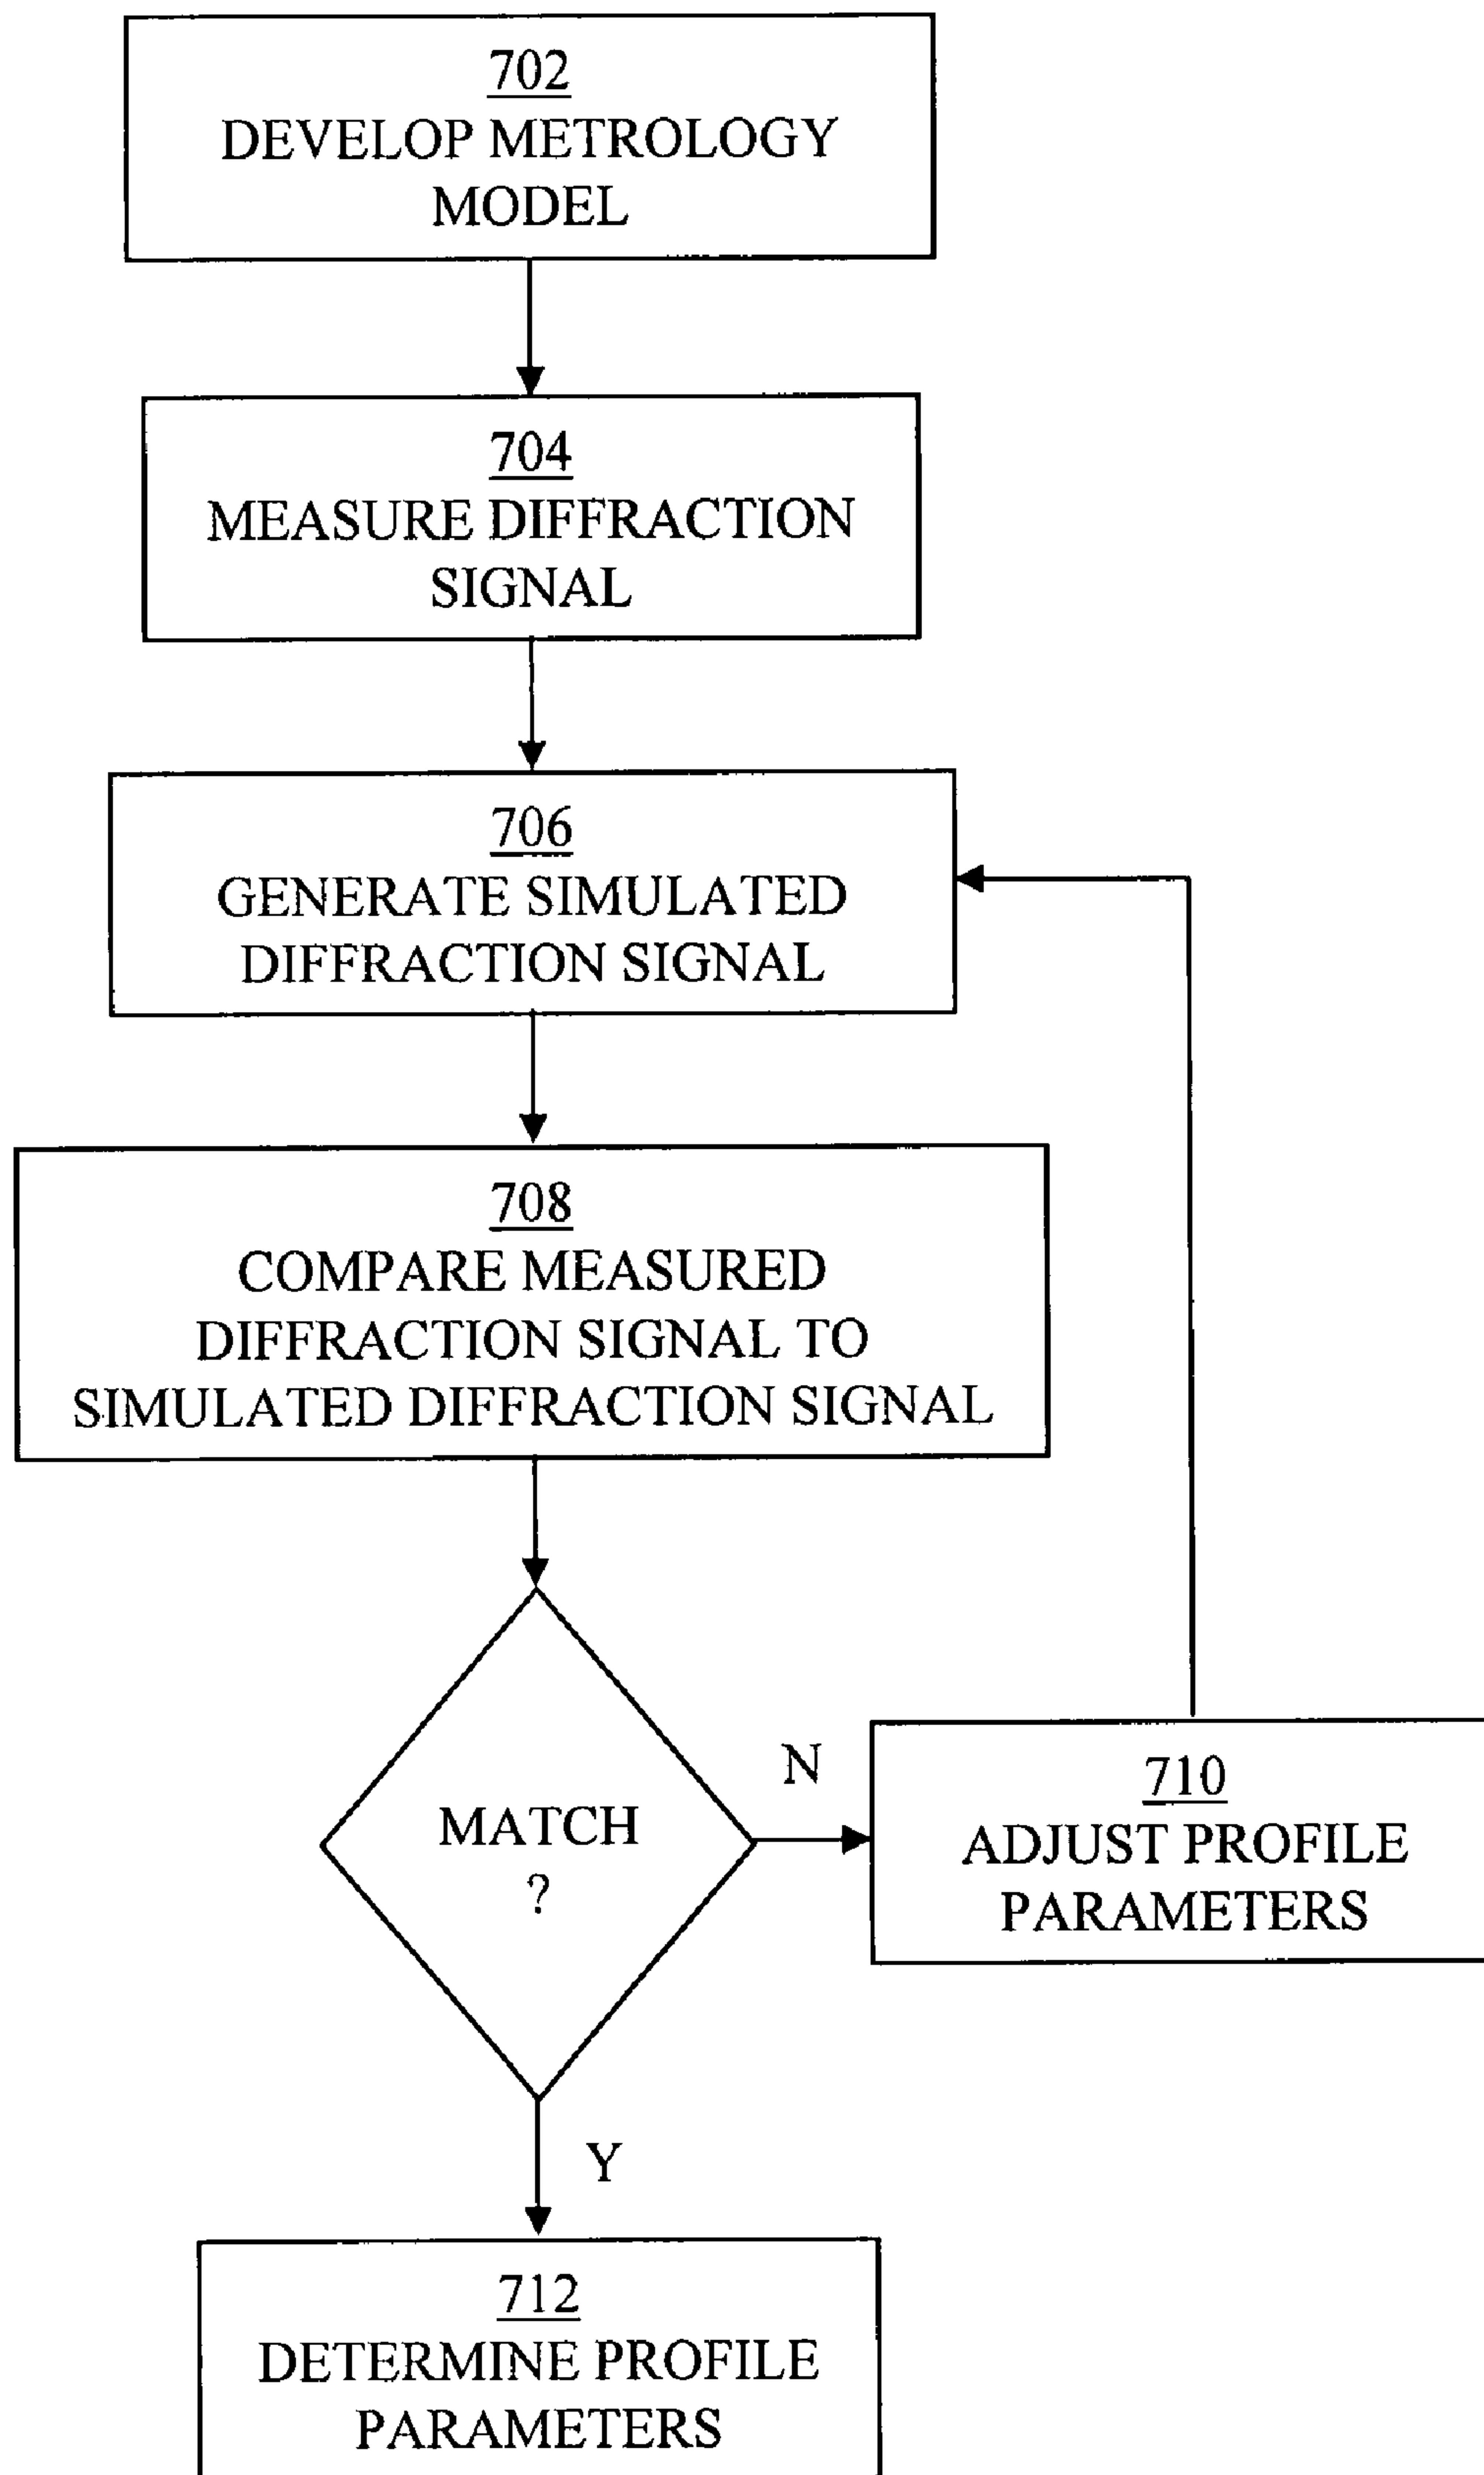 702
DEVELOP METROLOGY
MODEL
704
MEASURE DIFFRACTION
SIGNAL
706
GENERATE SIMULATED
DIFFRACTION SIGNAL
708
COMPARE MEASURED
DIFFRACTION SIGNAL TO
SIMULATED DIFFRACTION SIGNAL
MATCH
?
N
710
ADJUST PROFILE
PARAMETERS
Y
712
DETERMINE PROFILE
PARAMETERS